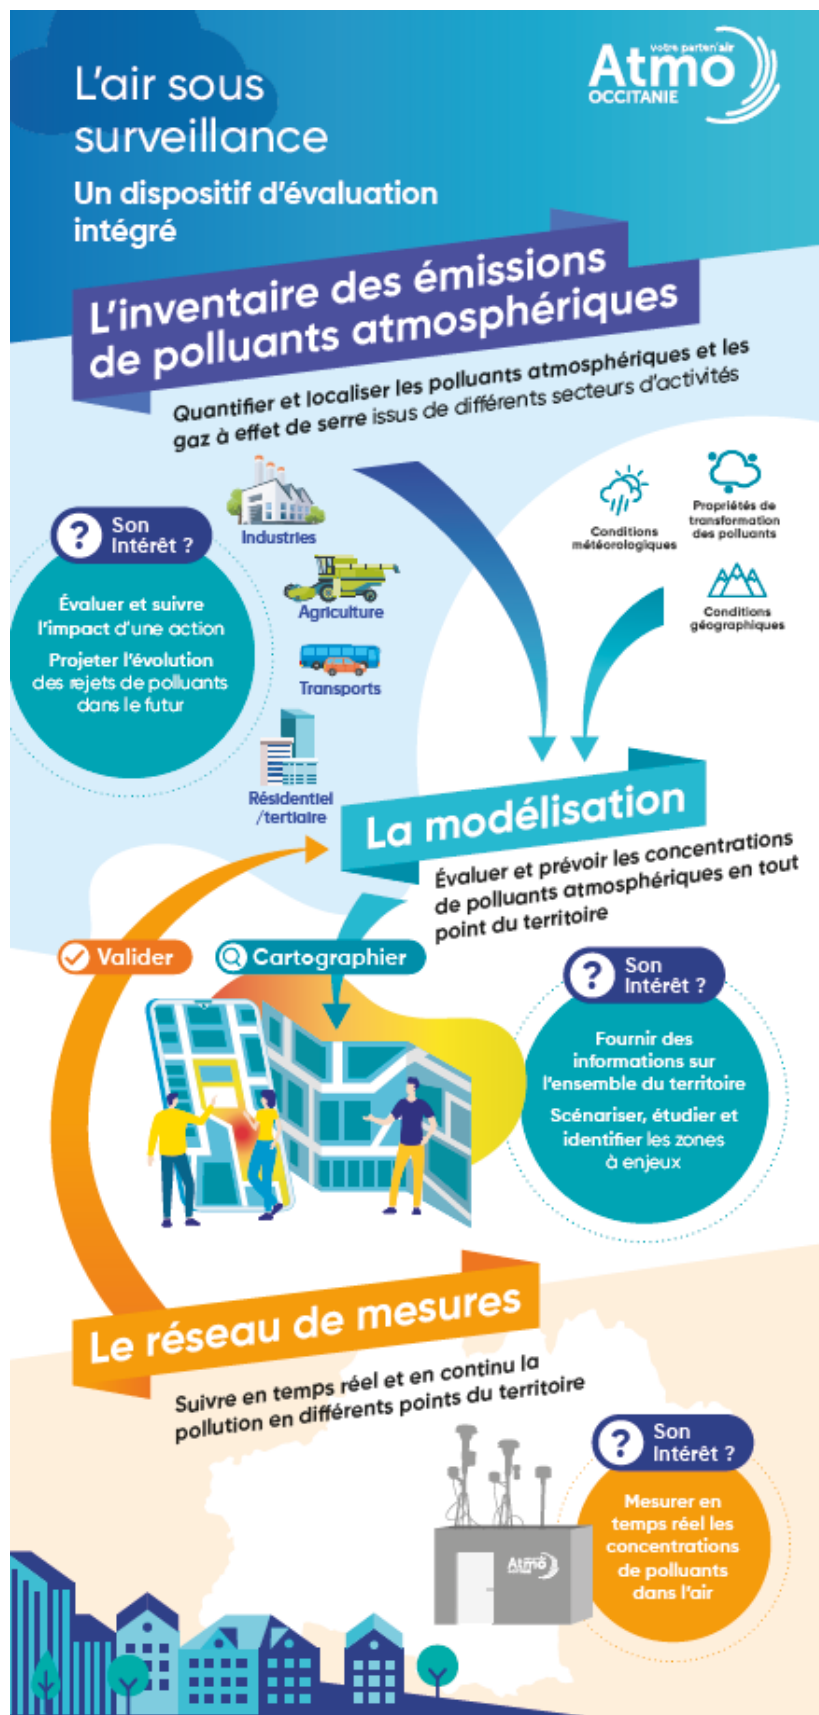 L'air sous
surveillance
Un dispositif d'évaluation
intégré
votre parten'air
Atmo
OCCITANIE
L'inventaire des émissions
de polluants atmosphériques
Quantifier et localiser les polluants atmosphériques et les
gaz à effet de serre issus de différents secteurs d'activités
Son
Intérêt ?
Évaluer et suivre
l'impact d'une action
Projeter l'évolution
des rejets de polluants
dans le futur
Industries
Agriculture
Transports
Résidentiel
/tertiaire
Conditions
météorologiques
Propriétés de
transformation
des polluants
Conditions
géographiques
La modélisation
Évaluer et prévoir les concentrations
de polluants atmosphériques en tout
point du territoire
Valider
Cartographier
Son
Intérêt ?
Fournir des
informations sur
l'ensemble du territoire
Scénariser, étudier et
identifier les zones
à enjeux
Le réseau de mesures
Suivre en temps réel et en continu la
pollution en différents points du territoire
Son
Intérêt ?
Mesurer en
temps réel les
concentrations
de polluants
dans l'air
Atmo